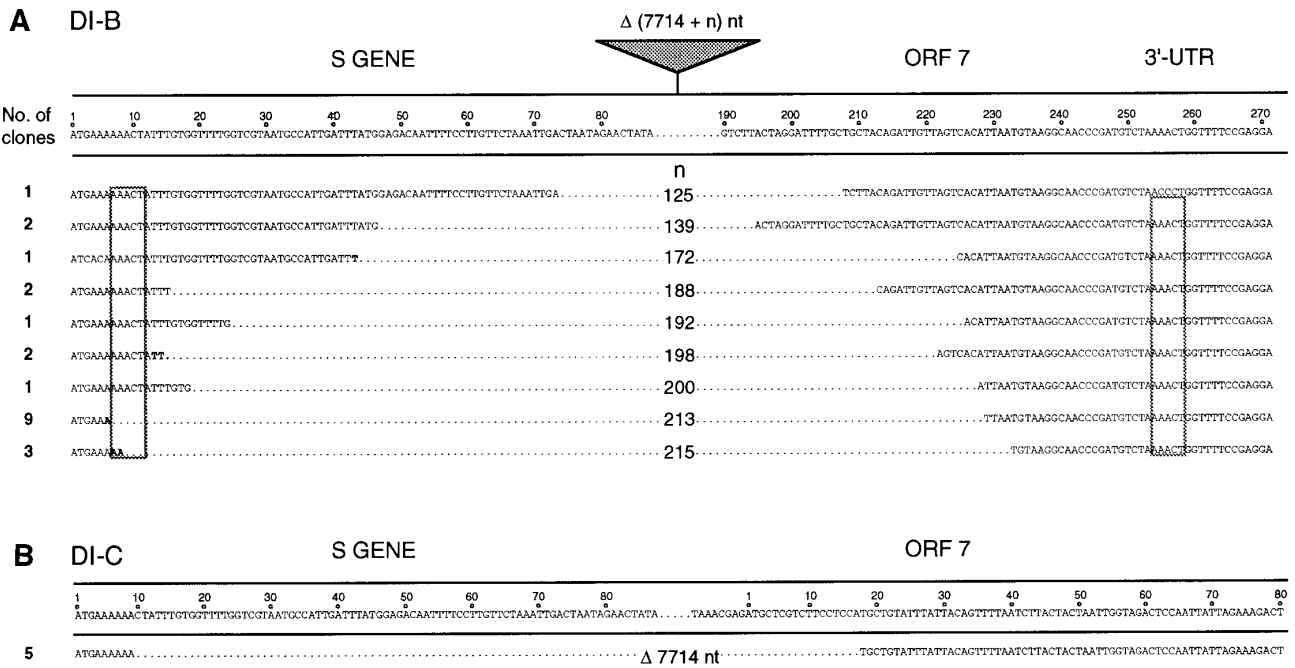 A DI-B
Δ (7714 + n) nt
S GENE ORF 7 3'-UTR
No. of clones
1 10 20 30 40 50 60 70 80 190 200 210 220 230 240 250 260 270
ATGAAAAAACTATTTGTGGTTTTGGTCGTAATGCCATTGATTTATGGAGACAATTTTCCTTGTTCTAAATTGACTAATAGAACTATA..........GTCTTACTAGGATTTTGCTGCTACAGATTGTTAGTCACATTAATGTAAGGCAACCCGATGTCTAAAACTGGTTTTCCGAGGA
n
1 ATGAAAAAACTATTTGTGGTTTTGGTCGTAATGCCATTGATTTATGGAGACAATTTTCCTTGTTCTAAATTGA 125 TCTTACAGATTGTTAGTCACATTAATGTAAGGCAACCCGATGTCTAACCCTGGTTTTCCGAGGA
2 ATGAAAAAACTATTTGTGGTTTTGGTCGTAATGCCATTGATTTATG 139 ACTAGGATTTTGCTGCTACAGATTGTTAGTCACATTAATGTAAGGCAACCCGATGTCTAAAACTGGTTTTCCGAGGA
1 ATCACAAAACTATTTGTGGTTTTGGTCGTAATGCCATTGATTT 172 CACATTAATGTAAGGCAACCCGATGTCTAAAACTGGTTTTCCGAGGA
2 ATGAAAAAACTATTT 188 CAGATTGTTAGTCACATTAATGTAAGGCAACCCGATGTCTAAAACTGGTTTTCCGAGGA
1 ATGAAAAAACTATTTGTGGTTTTG 192 ACATTAATGTAAGGCAACCCGATGTCTAAAACTGGTTTTCCGAGGA
2 ATGAAAAAACTATT 198 AGTCACATTAATGTAAGGCAACCCGATGTCTAAAACTGGTTTTCCGAGGA
1 ATGAAAAAACTATTTGTG 200 ATTAATGTAAGGCAACCCGATGTCTAAAACTGGTTTTCCGAGGA
9 ATGAAA 213 TTAATGTAAGGCAACCCGATGTCTAAAACTGGTTTTCCGAGGA
3 ATGAAAAA 215 TGTAAGGCAACCCGATGTCTAAAACTGGTTTTCCGAGGA
B DI-C
S GENE ORF 7
1 10 20 30 40 50 60 70 80 1 10 20 30 40 50 60 70 80
ATGAAAAAACTATTTGTGGTTTTGGTCGTAATGCCATTGATTTATGGAGACAATTTTCCTTGTTCTAAATTGACTAATAGAACTATA.....TAAACGAGATGCTCGTCTTCCTCCATGCTGTATTTATTACAGTTTTAATCTTACTACTAATTGGTAGACTCCAATTATTAGAAAGACT
5 ATGAAAAAA Δ 7714 nt TGCTGTATTTATTACAGTTTTAATCTTACTACTAATTGGTAGACTCCAATTATTAGAAAGACT